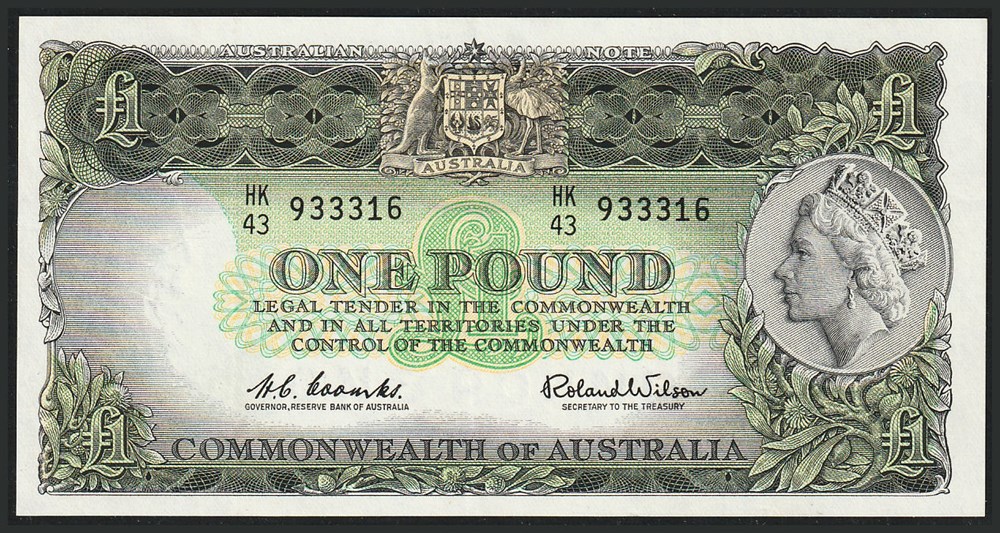 AUSTRALIAN NOTE
£1 £1
AUSTRALIA
HK 43 933316 HK 43 933316
ONE POUND
LEGAL TENDER IN THE COMMONWEALTH
AND IN ALL TERRITORIES UNDER THE
CONTROL OF THE COMMONWEALTH
H.C. Coombs. Roland Wilson
GOVERNOR, RESERVE BANK OF AUSTRALIA SECRETARY TO THE TREASURY
£1 COMMONWEALTH OF AUSTRALIA £1